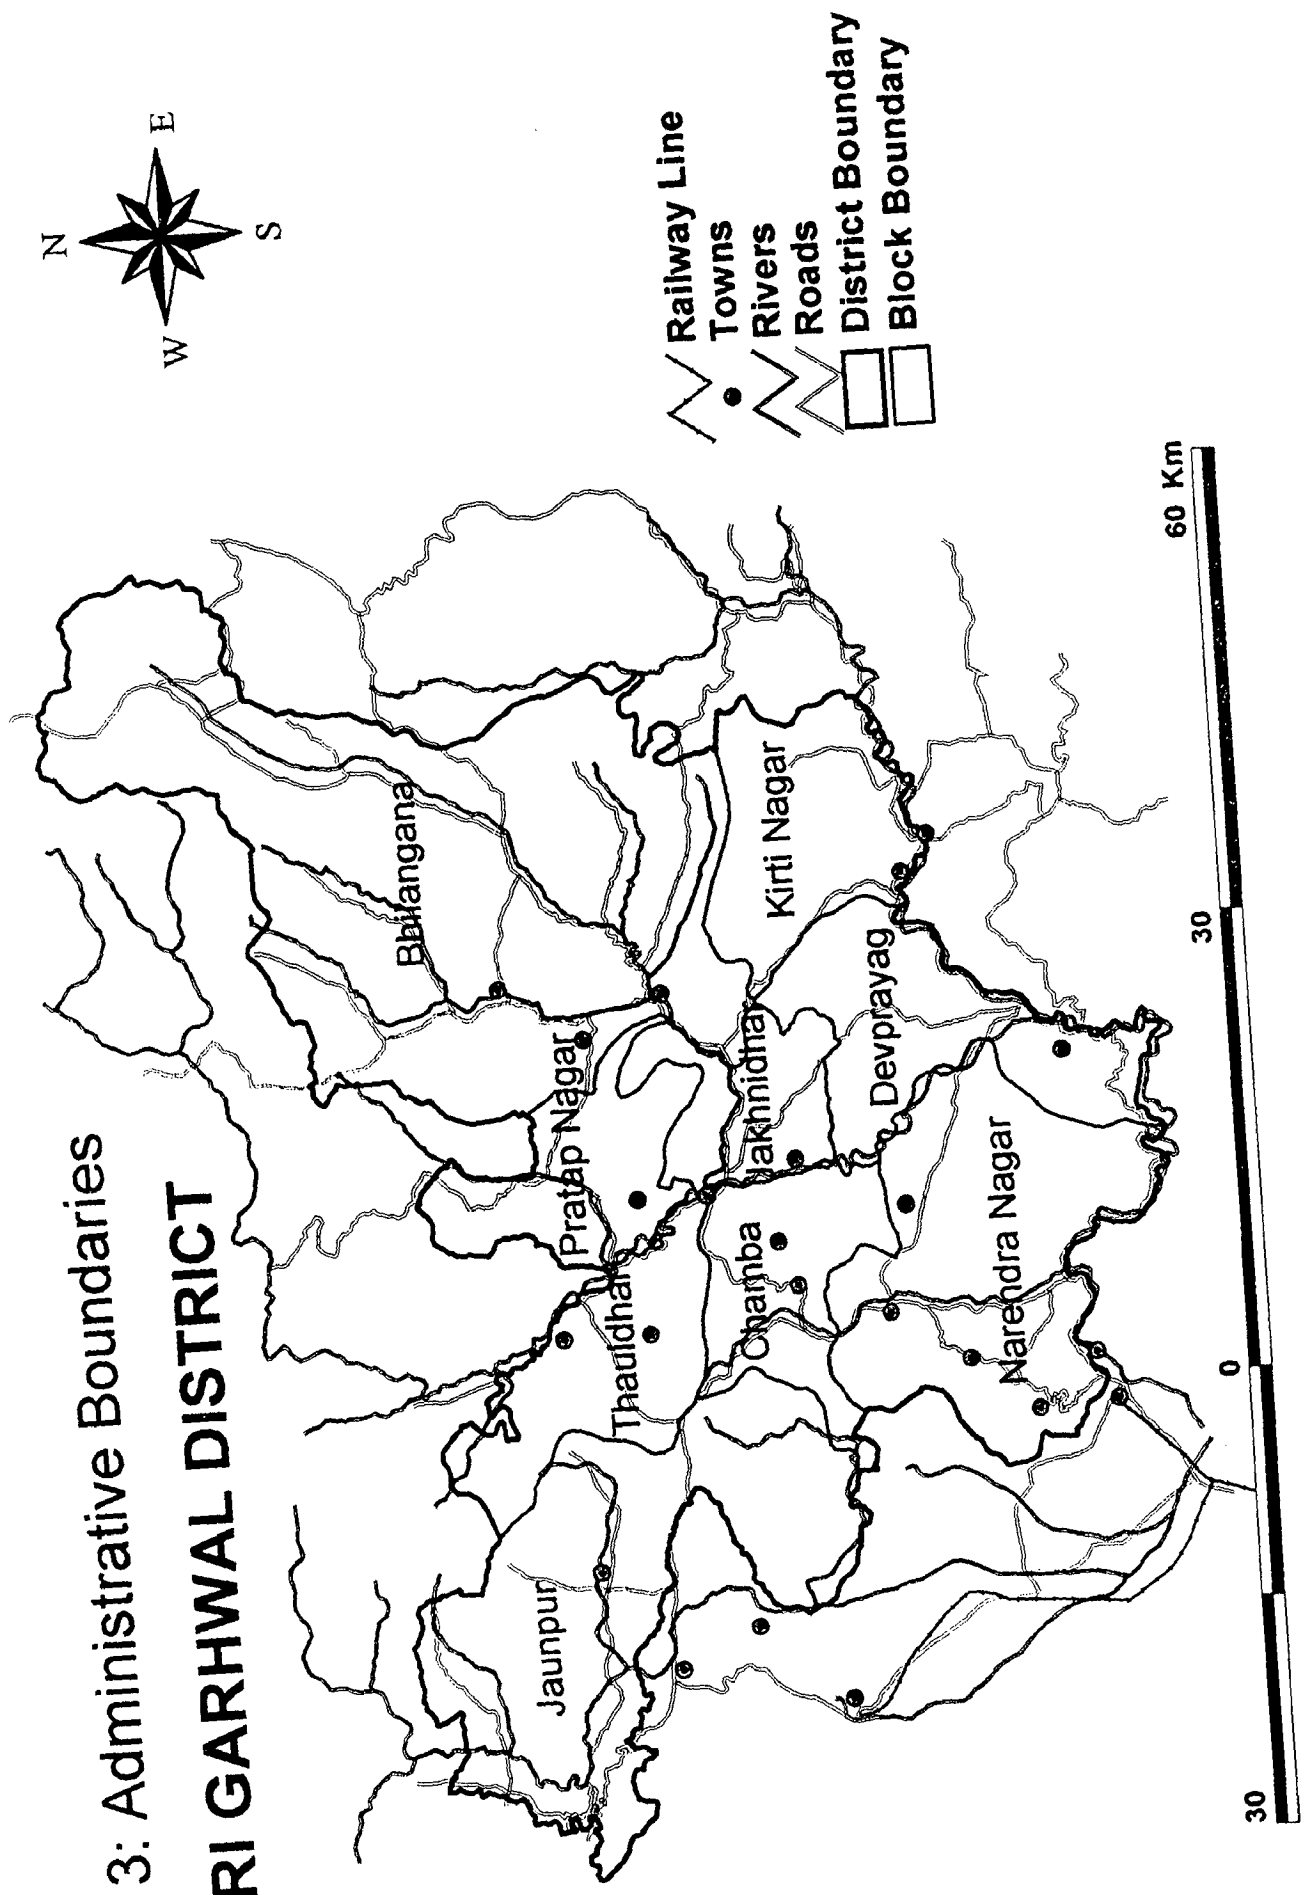 3: Administrative Boundaries
RI GARHWAL DISTRICT
N
W
E
S
Bhilangana
Pratap Nagar
Jaunpur
Thauldhar
Chamba
Jakhnidhar
Kirti Nagar
Devprayag
Narendra Nagar
Railway Line
Towns
Rivers
Roads
District Boundary
Block Boundary
30
0
30
60 Km